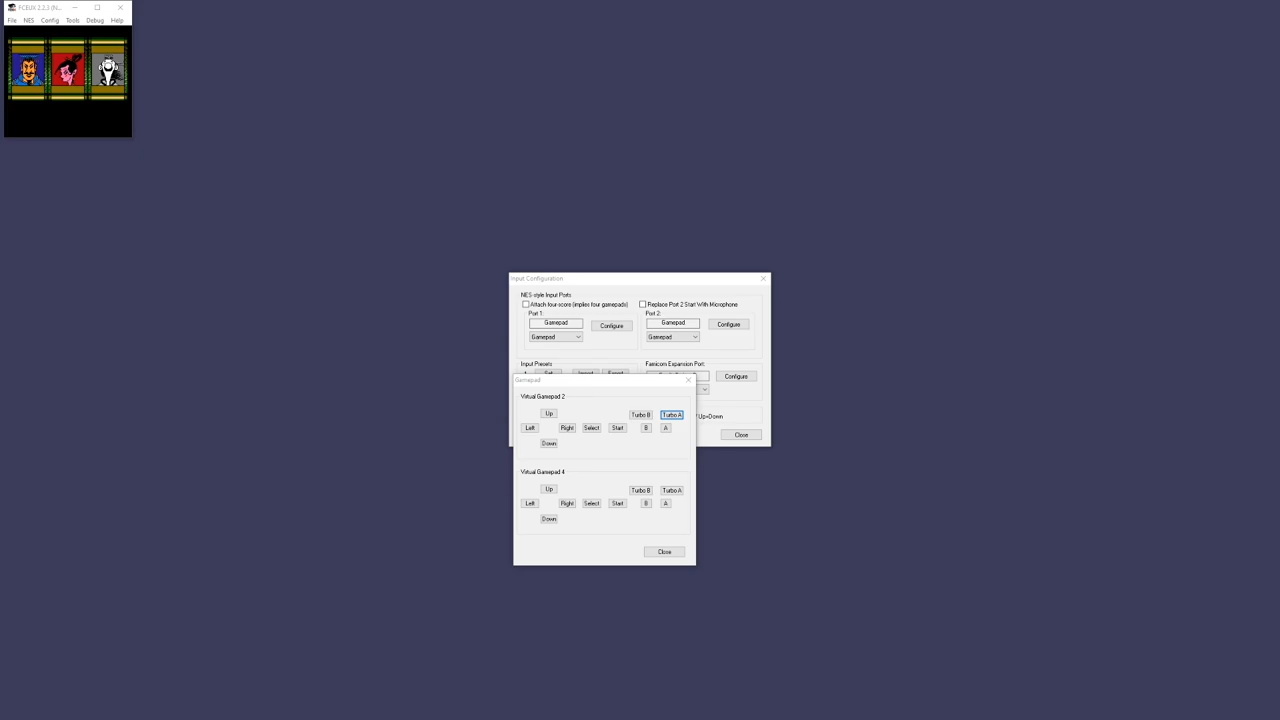 FCEUX 2.2.3 (N...
File NES Config Tools Debug Help
Input Configuration
NES-style Input Ports
Attach four-score (implies four gamepads)
Replace Port 2 Start With Microphone
Port 1:
Port 2:
Gamepad
Configure
Gamepad
Configure
Gamepad
Gamepad
Input Presets
Famicom Expansion Port:
Configure
Up+Down
Close
Gamepad
Virtual Gamepad 2
Up
Turbo B
Turbo A
Left
Right
Select
Start
B
A
Down
Virtual Gamepad 4
Up
Turbo B
Turbo A
Left
Right
Select
Start
B
A
Down
Close